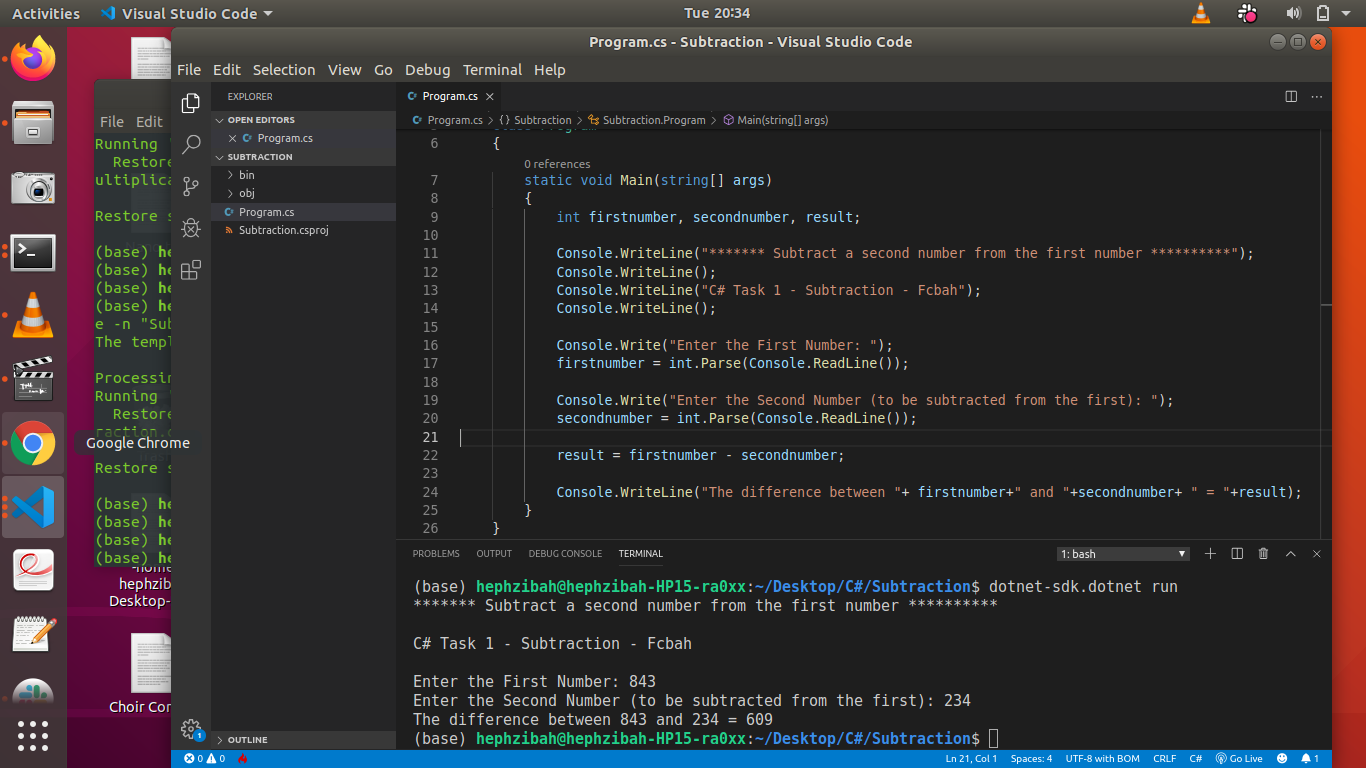 Activities
Visual Studio Code
Tue 20:34
Program.cs - Subtraction - Visual Studio Code
File Edit Selection View Go Debug Terminal Help
File Edit
Running
Restore
Restore
(base)
(base)
(base)
(base)
e -n "Sub
The templ
Running
Restore
Google Chrome
Restore
(base)
(base)
(base)
(base)
hephzib
Desktop-
Choir Cor
EXPLORER
OPEN EDITORS
Program.cs
SUBTRACTION
bin
obj
Program.cs
Subtraction.csproj
OUTLINE
Program.cs
Program.cs > {} Subtraction > Subtraction.Program > Main(string[] args)
6 {
0 references
7 static void Main(string[] args)
8 {
9 int firstnumber, secondnumber, result;
10
11 Console.WriteLine("******* Subtract a second number from the first number **********");
12 Console.WriteLine();
13 Console.WriteLine("C# Task 1 - Subtraction - Fcbah");
14 Console.WriteLine();
15
16 Console.Write("Enter the First Number: ");
17 firstnumber = int.Parse(Console.ReadLine());
18
19 Console.Write("Enter the Second Number (to be subtracted from the first): ");
20 secondnumber = int.Parse(Console.ReadLine());
21
22 result = firstnumber - secondnumber;
23
24 Console.WriteLine("The difference between "+ firstnumber+" and "+secondnumber+ " = "+result);
25 }
26 }
PROBLEMS OUTPUT DEBUG CONSOLE TERMINAL
1: bash
(base) hephzibah@hephzibah-HP15-ra0xx:~/Desktop/C#/Subtraction$ dotnet-sdk.dotnet run
******* Subtract a second number from the first number **********
C# Task 1 - Subtraction - Fcbah
Enter the First Number: 843
Enter the Second Number (to be subtracted from the first): 234
The difference between 843 and 234 = 609
(base) hephzibah@hephzibah-HP15-ra0xx:~/Desktop/C#/Subtraction$
1
0 0
Ln 21, Col 1 Spaces: 4 UTF-8 with BOM CRLF C# Go Live 1